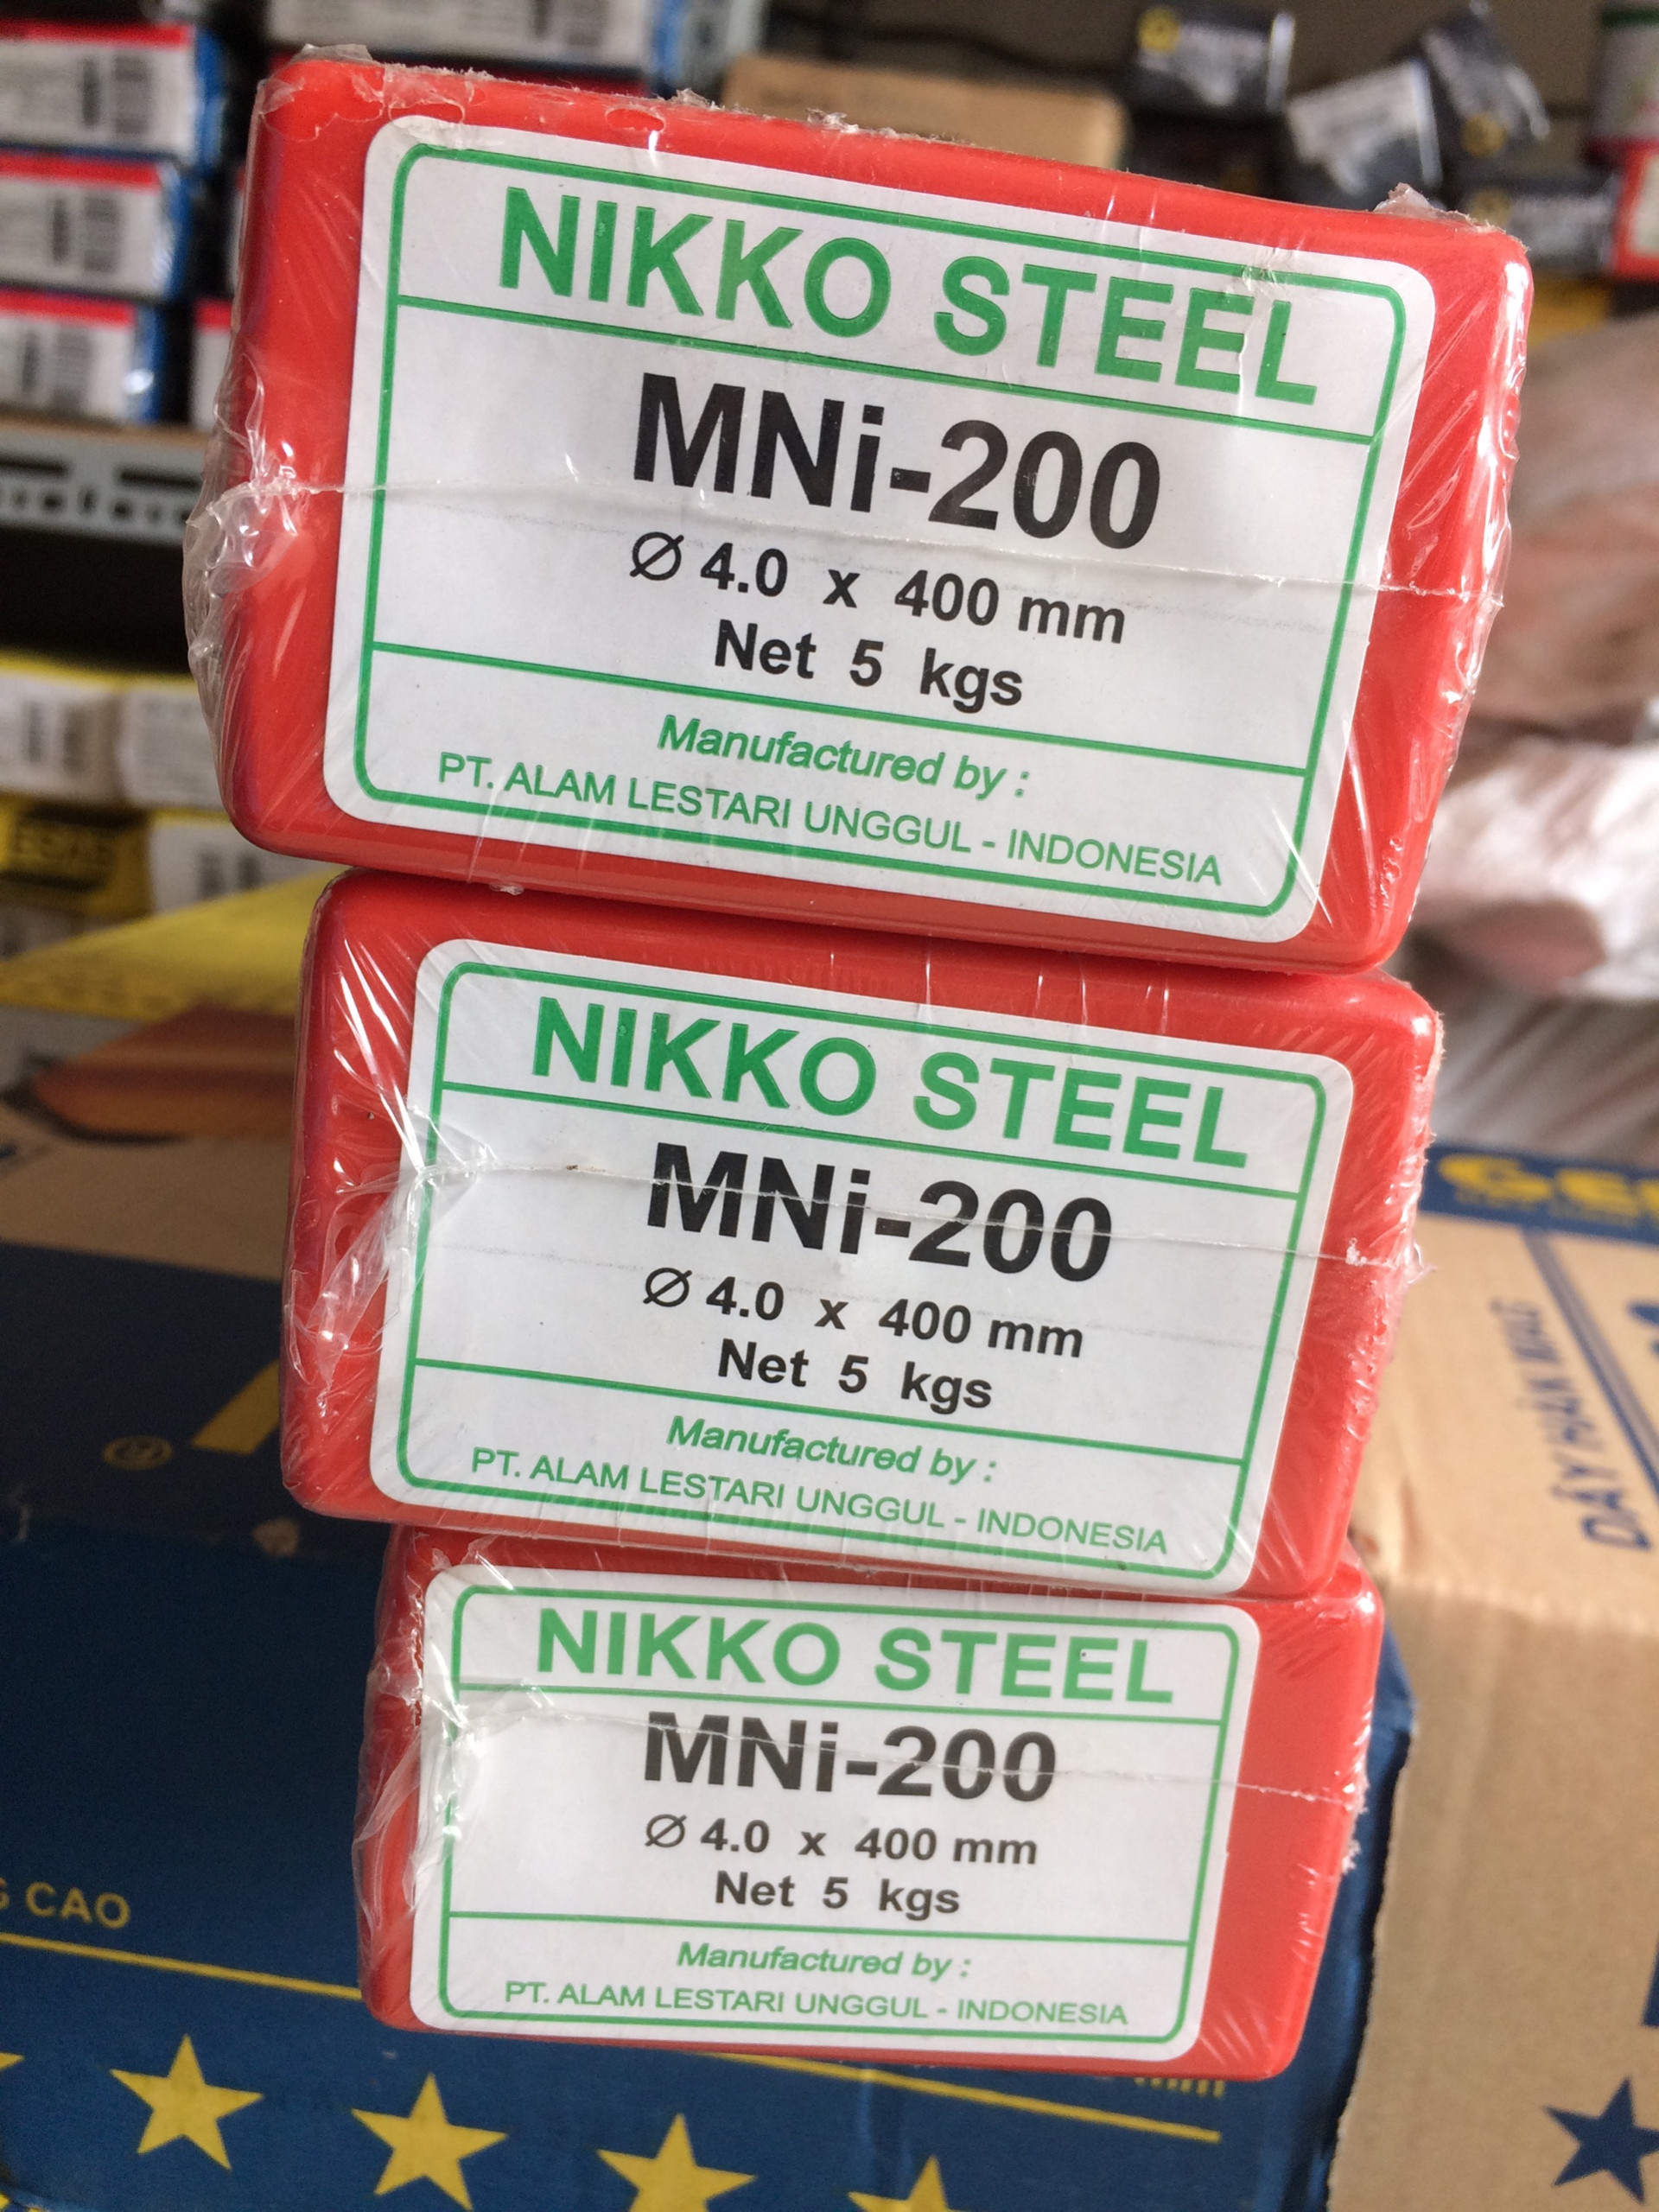 NIKKO STEEL
MNi-200
Ø 4.0 x 400 mm
Net 5 kgs
Manufactured by :
PT. ALAM LESTARI UNGGUL - INDONESIA
NIKKO STEEL
MNi-200
Ø 4.0 x 400 mm
Net 5 kgs
Manufactured by :
PT. ALAM LESTARI UNGGUL - INDONESIA
NIKKO STEEL
MNi-200
Ø 4.0 x 400 mm
Net 5 kgs
Manufactured by :
PT. ALAM LESTARI UNGGUL - INDONESIA
DÂY HÀN
CAO